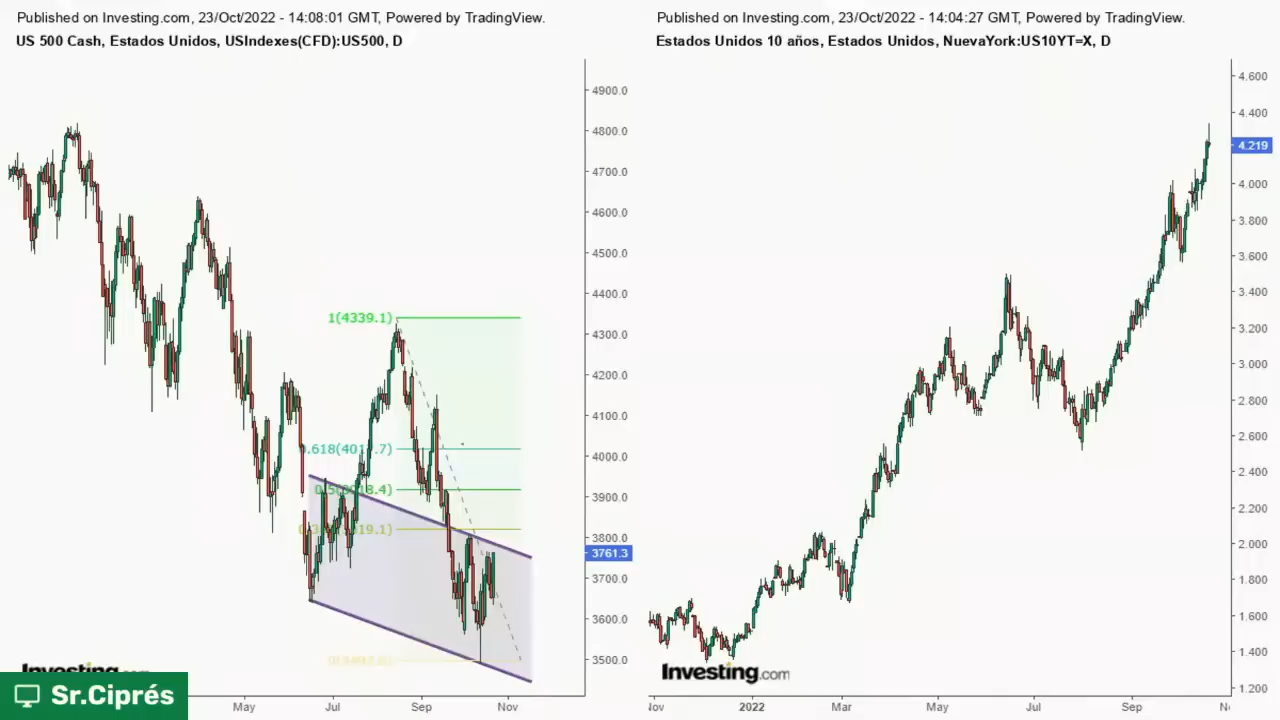 Published on Investing.com, 23/Oct/2022 - 14:08:01 GMT, Powered by TradingView.
US 500 Cash, Estados Unidos, USIndexes(CFD):US500, D
4900.0
4800.0
4700.0
4600.0
4500.0
4400.0
4300.0
4200.0
4100.0
4000.0
3900.0
3800.0
3761.3
3700.0
3600.0
3500.0
1(4339.1)
May
Jul
Sep
Nov
Investing.com
Sr.Ciprés
Published on Investing.com, 23/Oct/2022 - 14:04:27 GMT, Powered by TradingView.
Estados Unidos 10 años, Estados Unidos, NuevaYork:US10YT=X, D
4.600
4.400
4.219
4.000
3.800
3.600
3.400
3.200
3.000
2.800
2.600
2.400
2.200
2.000
1.800
1.600
1.400
1.200
Investing.com
2022
Mar
May
Jul
Sep